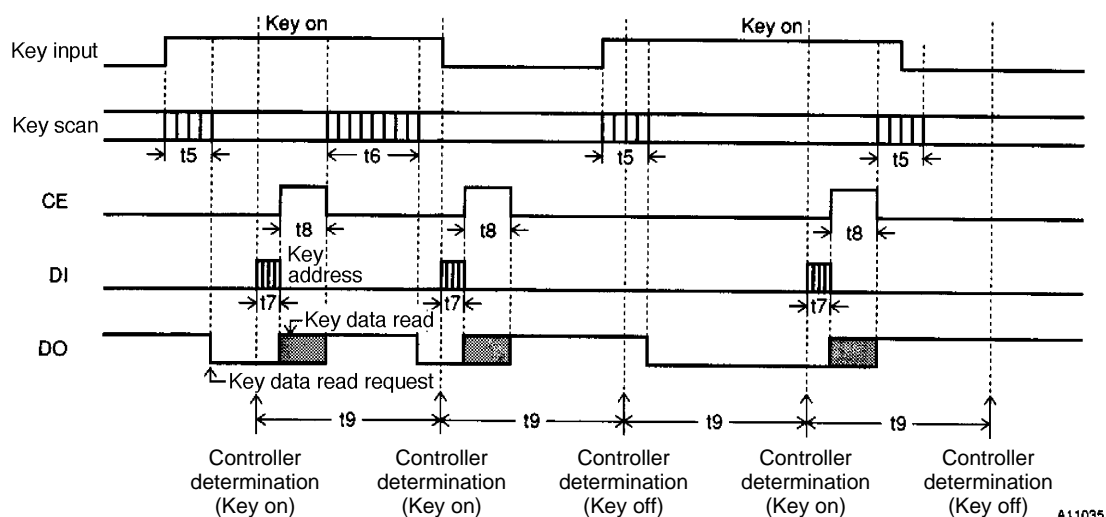 Key on
Key on
Key input
Key scan
t5
t6
t5
t5
CE
t8
t8
t8
Key
address
DI
t7
t7
t7
Key data read
DO
Key data read request
t9
t9
t9
t9
Controller
determination
(Key on)
Controller
determination
(Key on)
Controller
determination
(Key off)
Controller
determination
(Key on)
Controller
determination
(Key off)
A11035